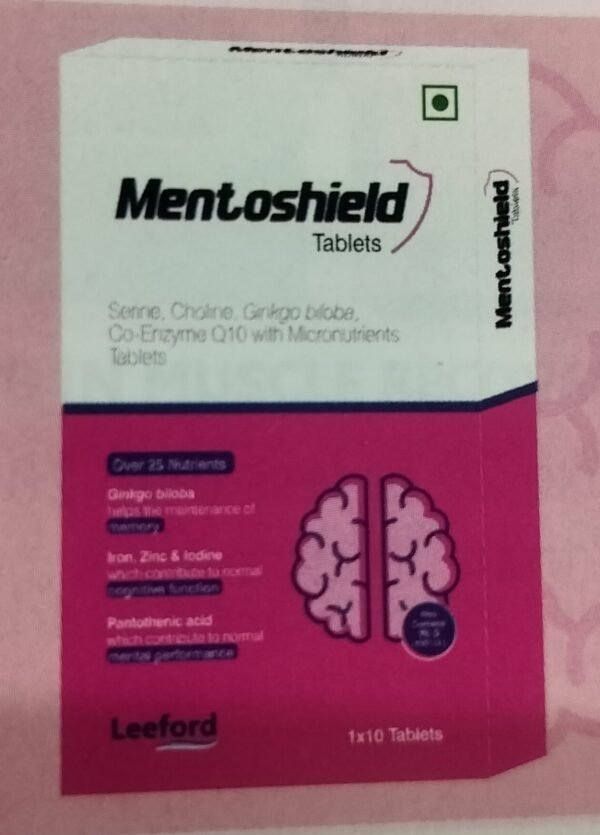 Mentoshield
Mentoshield
Tablets
Mentoshield
Tablets
Serine, Choline, Ginkgo biloba,
Co-Enzyme Q10 with Micronutrients
Tablets
Over 25 Nutrients
Ginkgo biloba
helps the maintenance of
memory
Iron, Zinc & Iodine
which contribute to normal
cognitive function
Pantothenic acid
which contribute to normal
mental performance
Leeford
1x10 Tablets